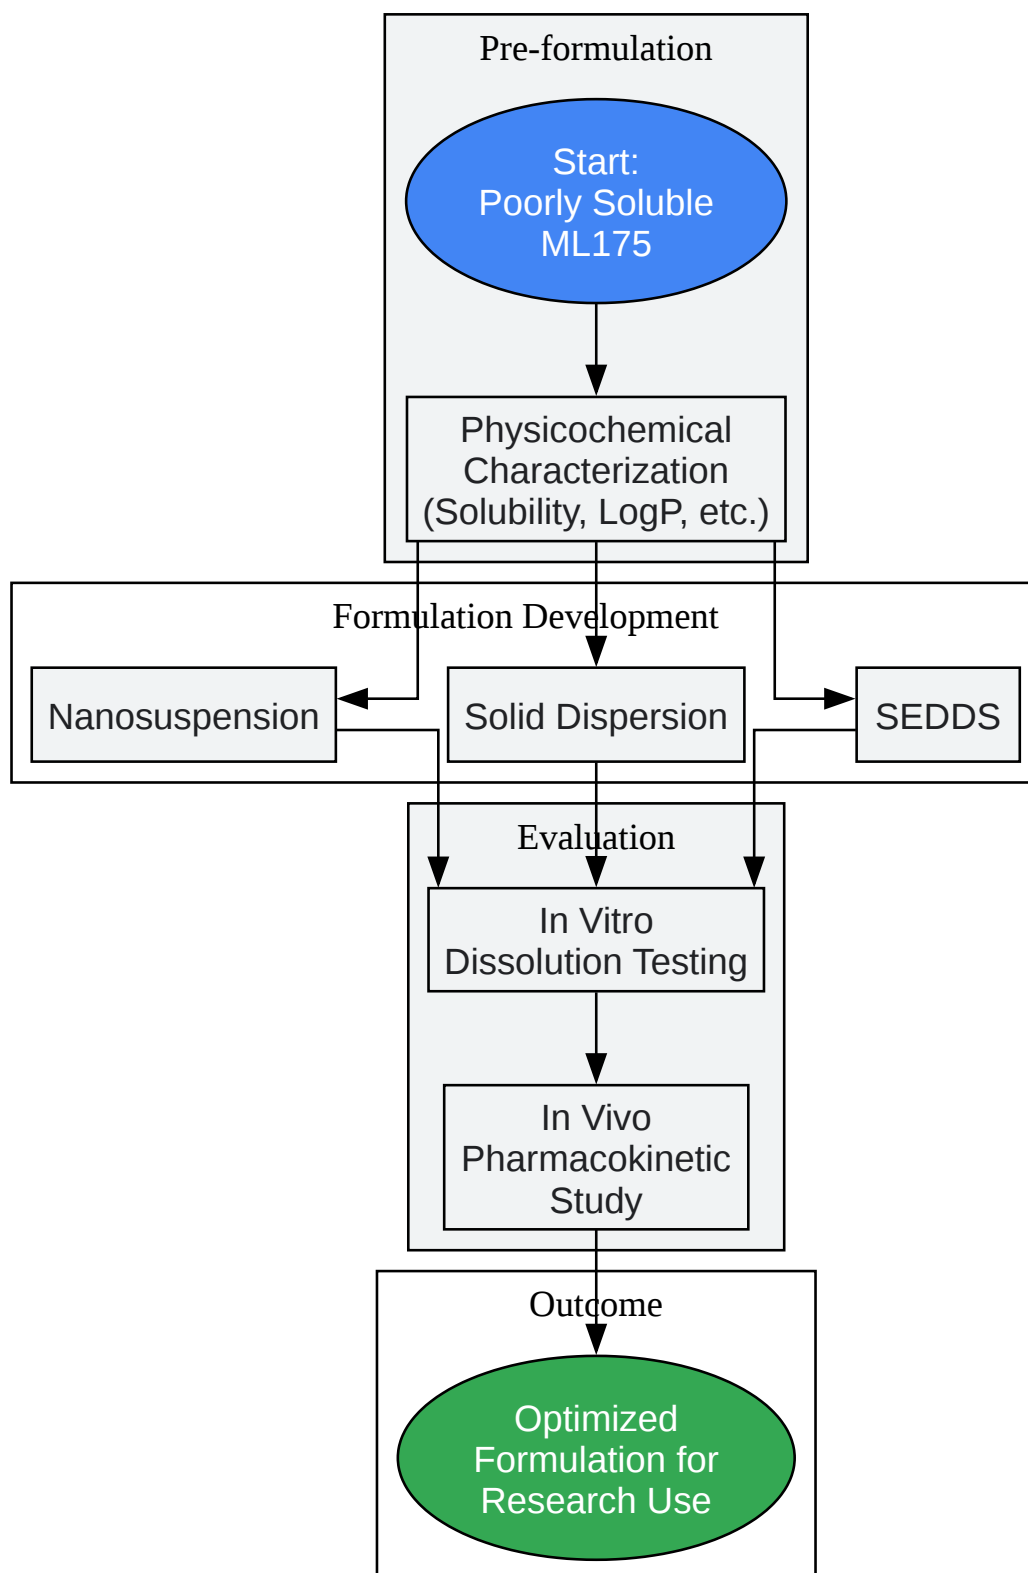 Pre-formulation
Start:
Poorly Soluble
ML175
Physicochemical
Characterization
(Solubility, LogP, etc.)
Formulation Development
Nanosuspension
Solid Dispersion
SEDDS
Evaluation
In Vitro
Dissolution Testing
In Vivo
Pharmacokinetic
Study
Outcome
Optimized
Formulation for
Research Use